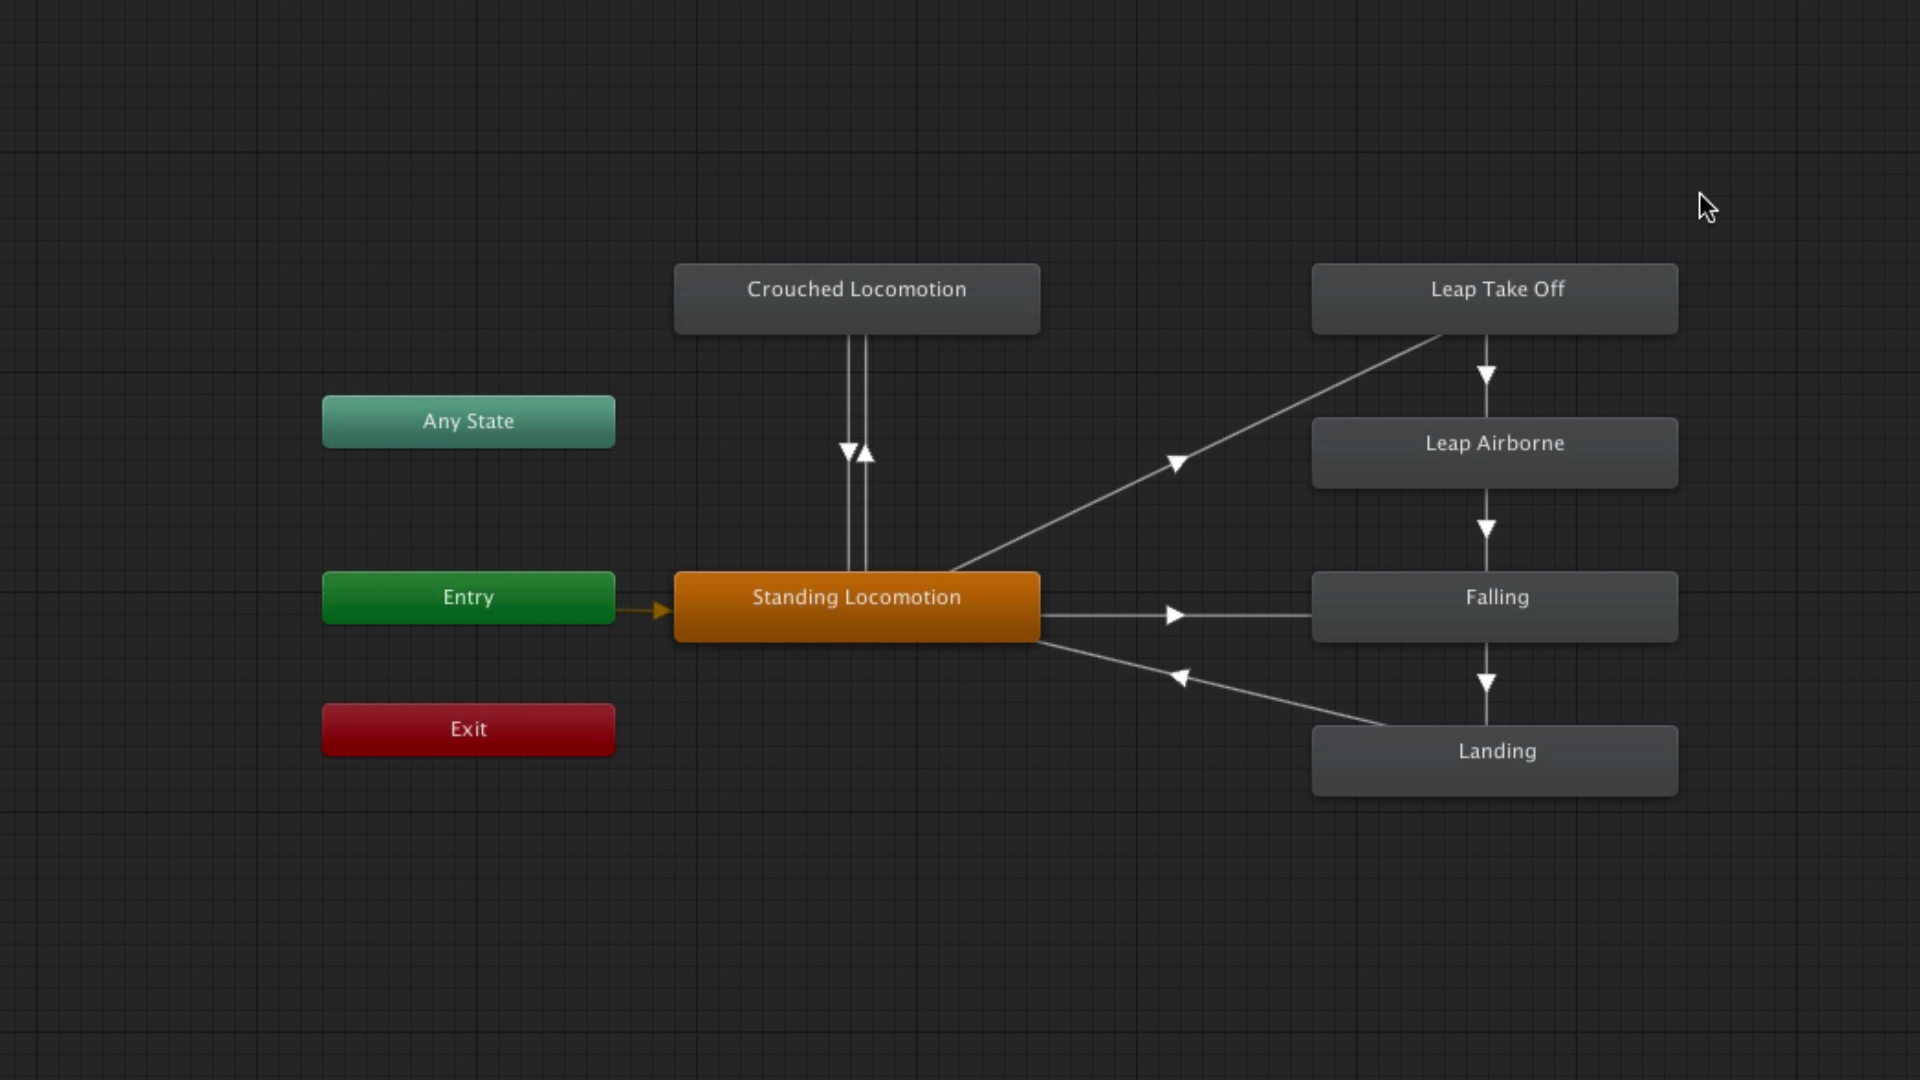 Crouched Locomotion
Leap Take Off
Any State
Leap Airborne
Entry
Standing Locomotion
Falling
Exit
Landing